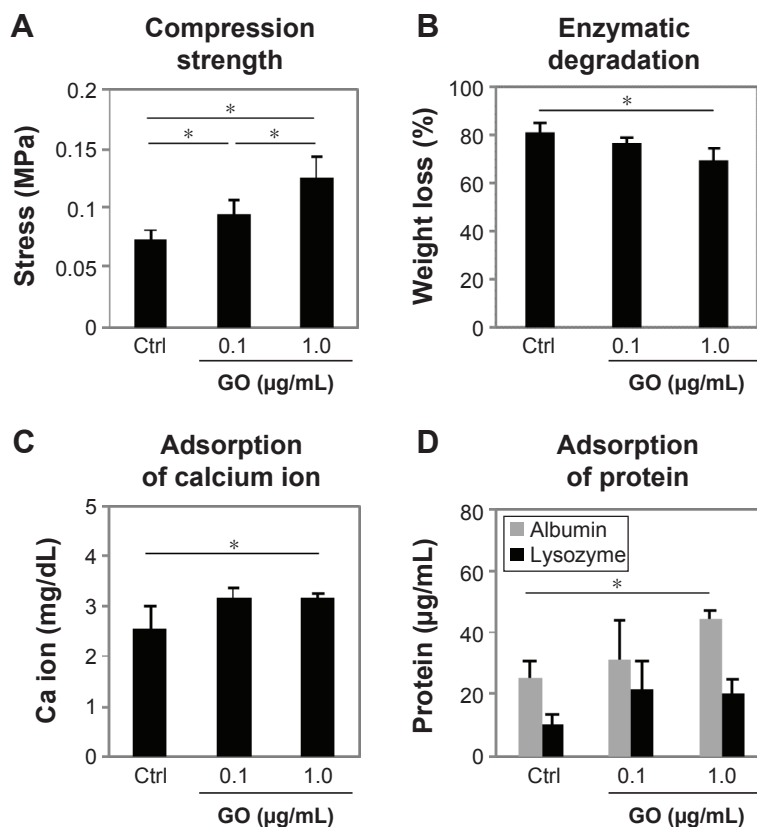 A
Compression
strength
0.2
0.15
0.1
0.05
0
Stress (MPa)
*
*
*
Ctrl
0.1
1.0
GO (µg/mL)
B
Enzymatic
degradation
100
80
60
40
20
0
Weight loss (%)
*
Ctrl
0.1
1.0
GO (µg/mL)
C
Adsorption
of calcium ion
5
4
3
2
1
0
Ca ion (mg/dL)
*
Ctrl
0.1
1.0
GO (µg/mL)
D
Adsorption
of protein
80
60
40
20
0
Protein (µg/mL)
Albumin
Lysozyme
*
Ctrl
0.1
1.0
GO (µg/mL)